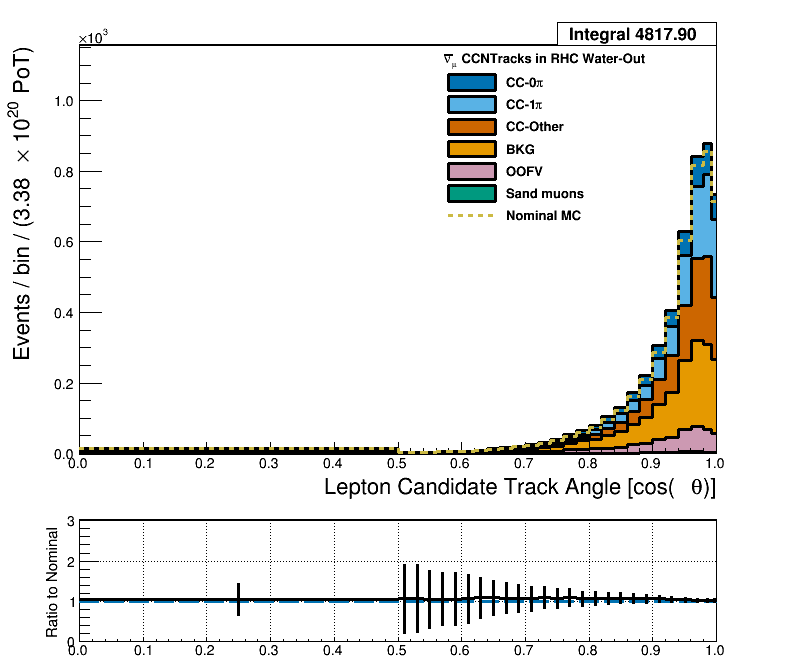 Integral 4817.90
×10³
ν̅μ CCNTracks in RHC Water-Out
CC-0π
CC-1π
CC-Other
BKG
OOFV
Sand muons
Nominal MC
Events / bin / (3.38 × 10²⁰ PoT)
1.0
0.8
0.6
0.4
0.2
0.0
0.0 0.1 0.2 0.3 0.4 0.5 0.6 0.7 0.8 0.9 1.0
Lepton Candidate Track Angle [cos( θ)]
Ratio to Nominal
3
2
1
0
0.0 0.1 0.2 0.3 0.4 0.5 0.6 0.7 0.8 0.9 1.0